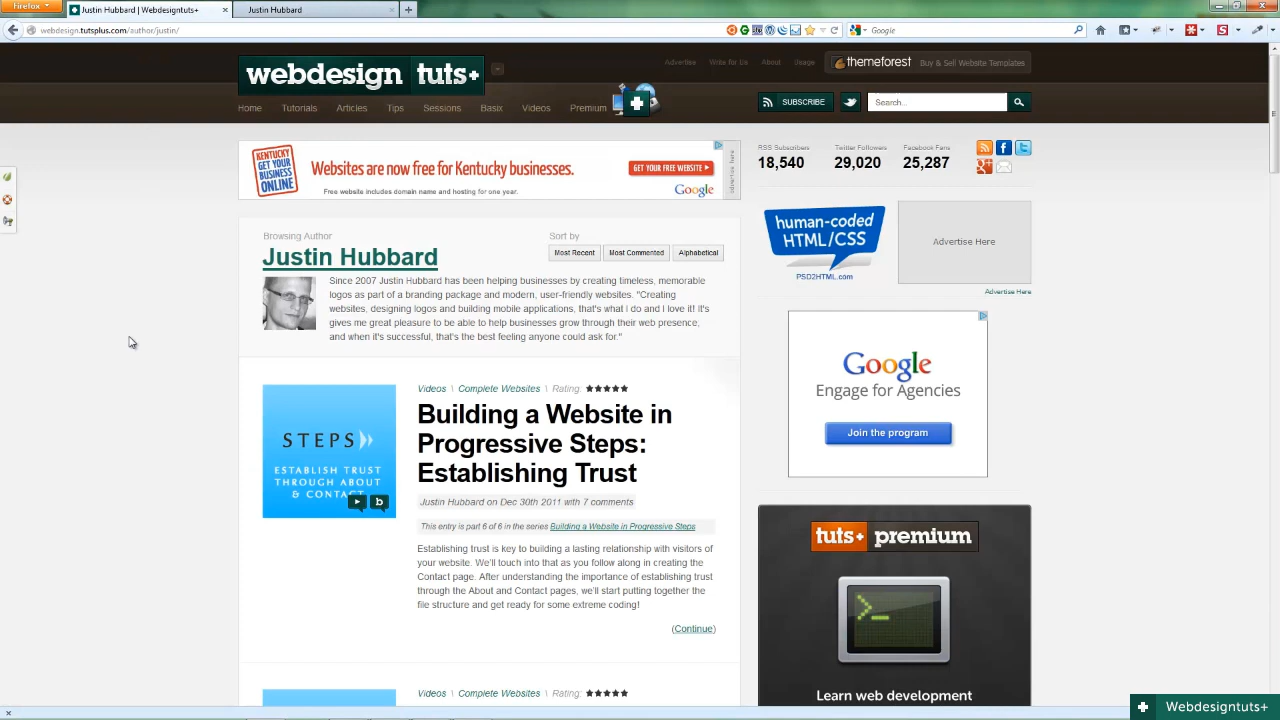 Firefox
Justin Hubbard | Webdesigntuts+
Justin Hubbard
webdesign.tutsplus.com/author/justin/
Google
webdesign tuts+
Advertise
Write for Us
About
Usage
themeforest
Buy & Sell Website Templates
Home
Tutorials
Articles
Tips
Sessions
Basix
Videos
Premium
SUBSCRIBE
Search..
KENTUCKY
GET YOUR
BUSINESS
ONLINE
Websites are now free for Kentucky businesses.
Free website includes domain name and hosting for one year.
GET YOUR FREE WEBSITE
Google
advertise here
RSS Subscribers
18,540
Twitter Followers
29,020
Facebook Fans
25,287
human-coded
HTML/CSS
PSD2HTML.com
Advertise Here
Advertise Here
Browsing Author
Justin Hubbard
Sort by
Most Recent
Most Commented
Alphabetical
Since 2007 Justin Hubbard has been helping businesses by creating timeless, memorable
logos as part of a branding package and modern, user-friendly websites. "Creating
websites, designing logos and building mobile applications, that's what I do and I love it! It's
gives me great pleasure to be able to help businesses grow through their web presence,
and when it's successful, that's the best feeling anyone could ask for."
Google
Engage for Agencies
Join the program
STEPS
ESTABLISH TRUST
THROUGH ABOUT
& CONTACT
b
Videos \ Complete Websites \ Rating:
Building a Website in
Progressive Steps:
Establishing Trust
Justin Hubbard on Dec 30th 2011 with 7 comments
This entry is part 6 of 6 in the series Building a Website in Progressive Steps
Establishing trust is key to building a lasting relationship with visitors of
your website. We'll touch into that as you follow along in creating the
Contact page. After understanding the importance of establishing trust
through the About and Contact pages, we'll start putting together the
file structure and get ready for some extreme coding!
(Continue)
tuts+ premium
Learn web development
Videos \ Complete Websites \ Rating:
Webdesigntuts+